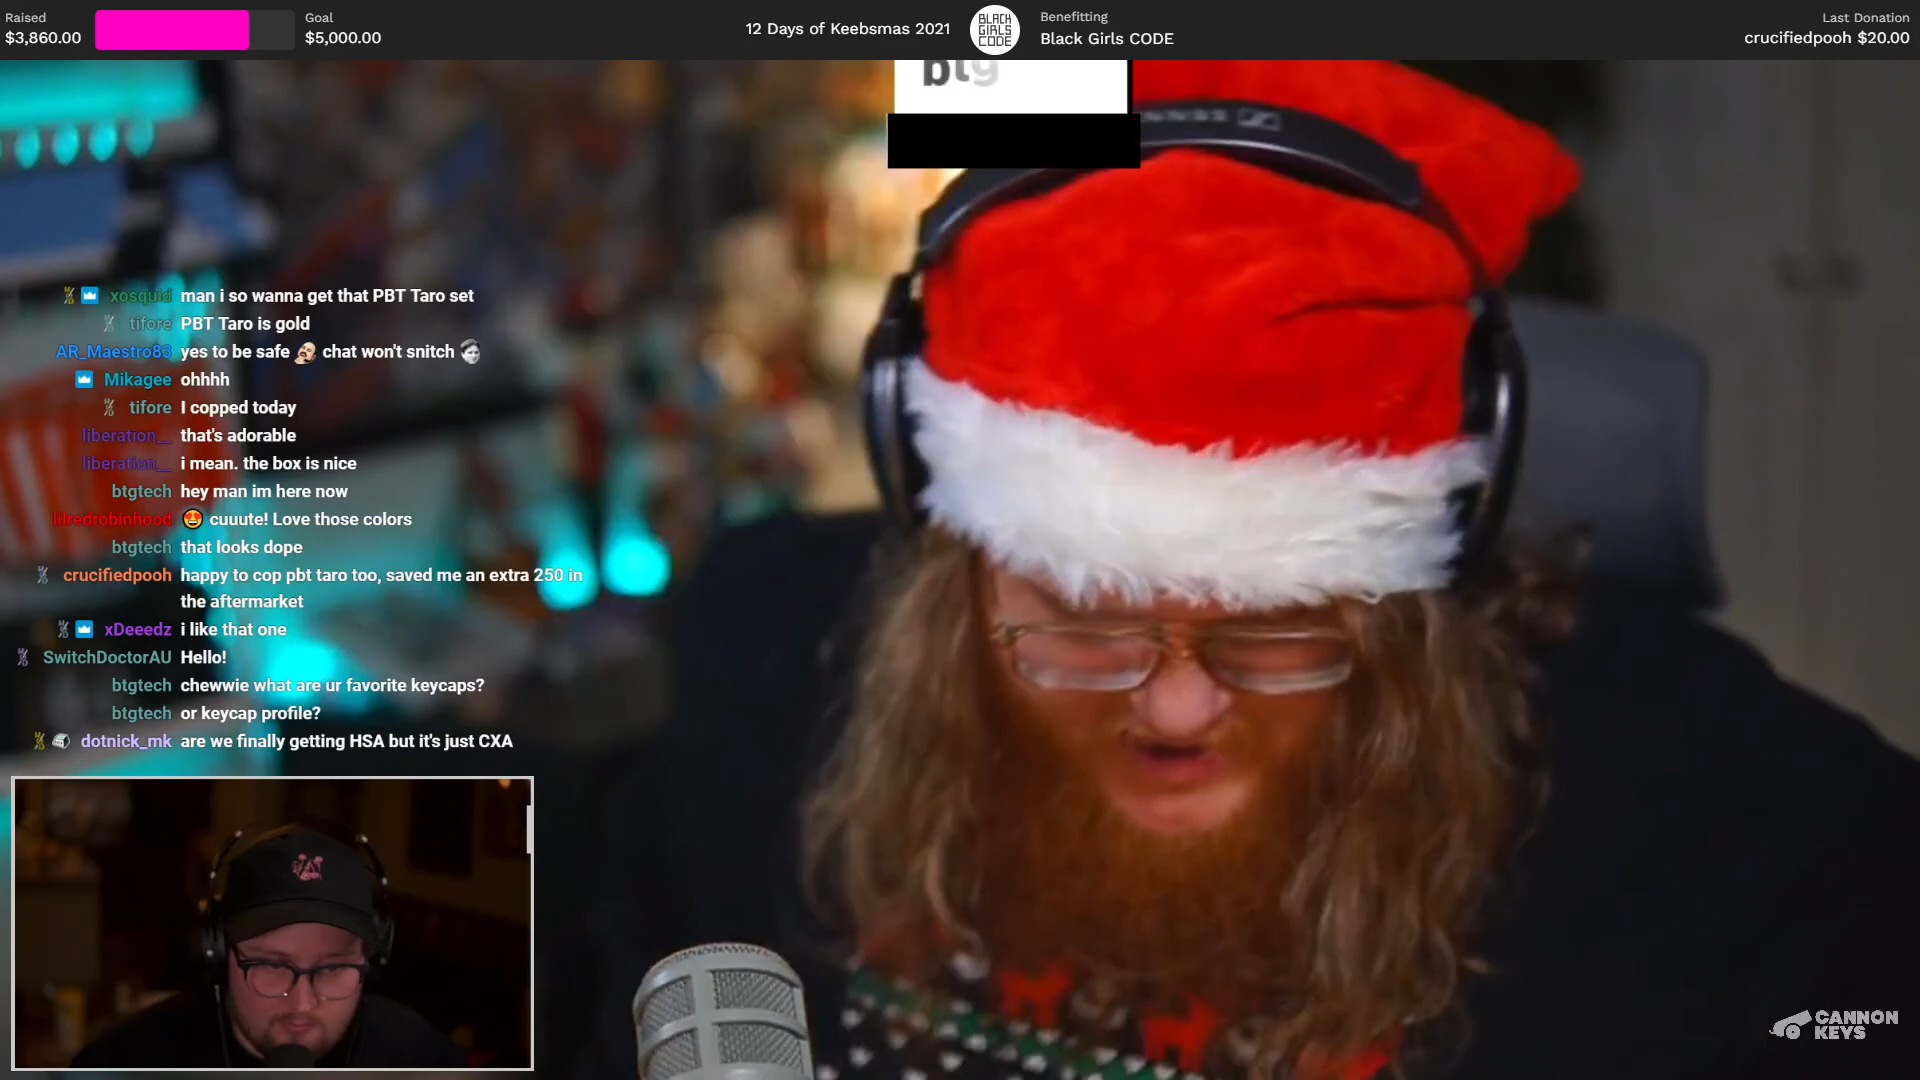 Raised
$3,860.00
Goal
$5,000.00
12 Days of Keebsmas 2021
BLACK
GIRLS
CODE
Benefitting
Black Girls CODE
Last Donation
crucifiedpooh $20.00
btg
xosquid man i so wanna get that PBT Taro set
tifore PBT Taro is gold
AR_Maestro83 yes to be safe chat won't snitch
Mikagee ohhhh
tifore I copped today
liberation__ that's adorable
liberation__ i mean. the box is nice
btgtech hey man im here now
lilredrobinhood cuuute! Love those colors
btgtech that looks dope
crucifiedpooh happy to cop pbt taro too, saved me an extra 250 in
the aftermarket
xDeeedz i like that one
SwitchDoctorAU Hello!
btgtech chewwie what are ur favorite keycaps?
btgtech or keycap profile?
dotnick_mk are we finally getting HSA but it's just CXA
CANNON
KEYS